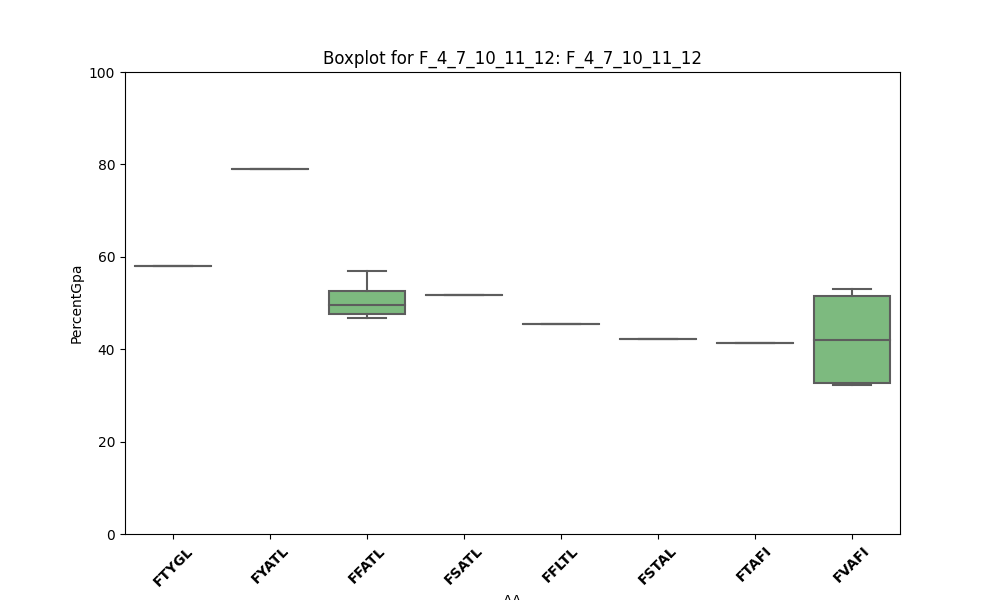 Boxplot for F_4_7_10_11_12: F_4_7_10_11_12
PercentGpa
100
80
60
40
20
0
FTYGL
FYATL
FFATL
FSATL
FFLTL
FSTAL
FTAFI
FVAFI
AA